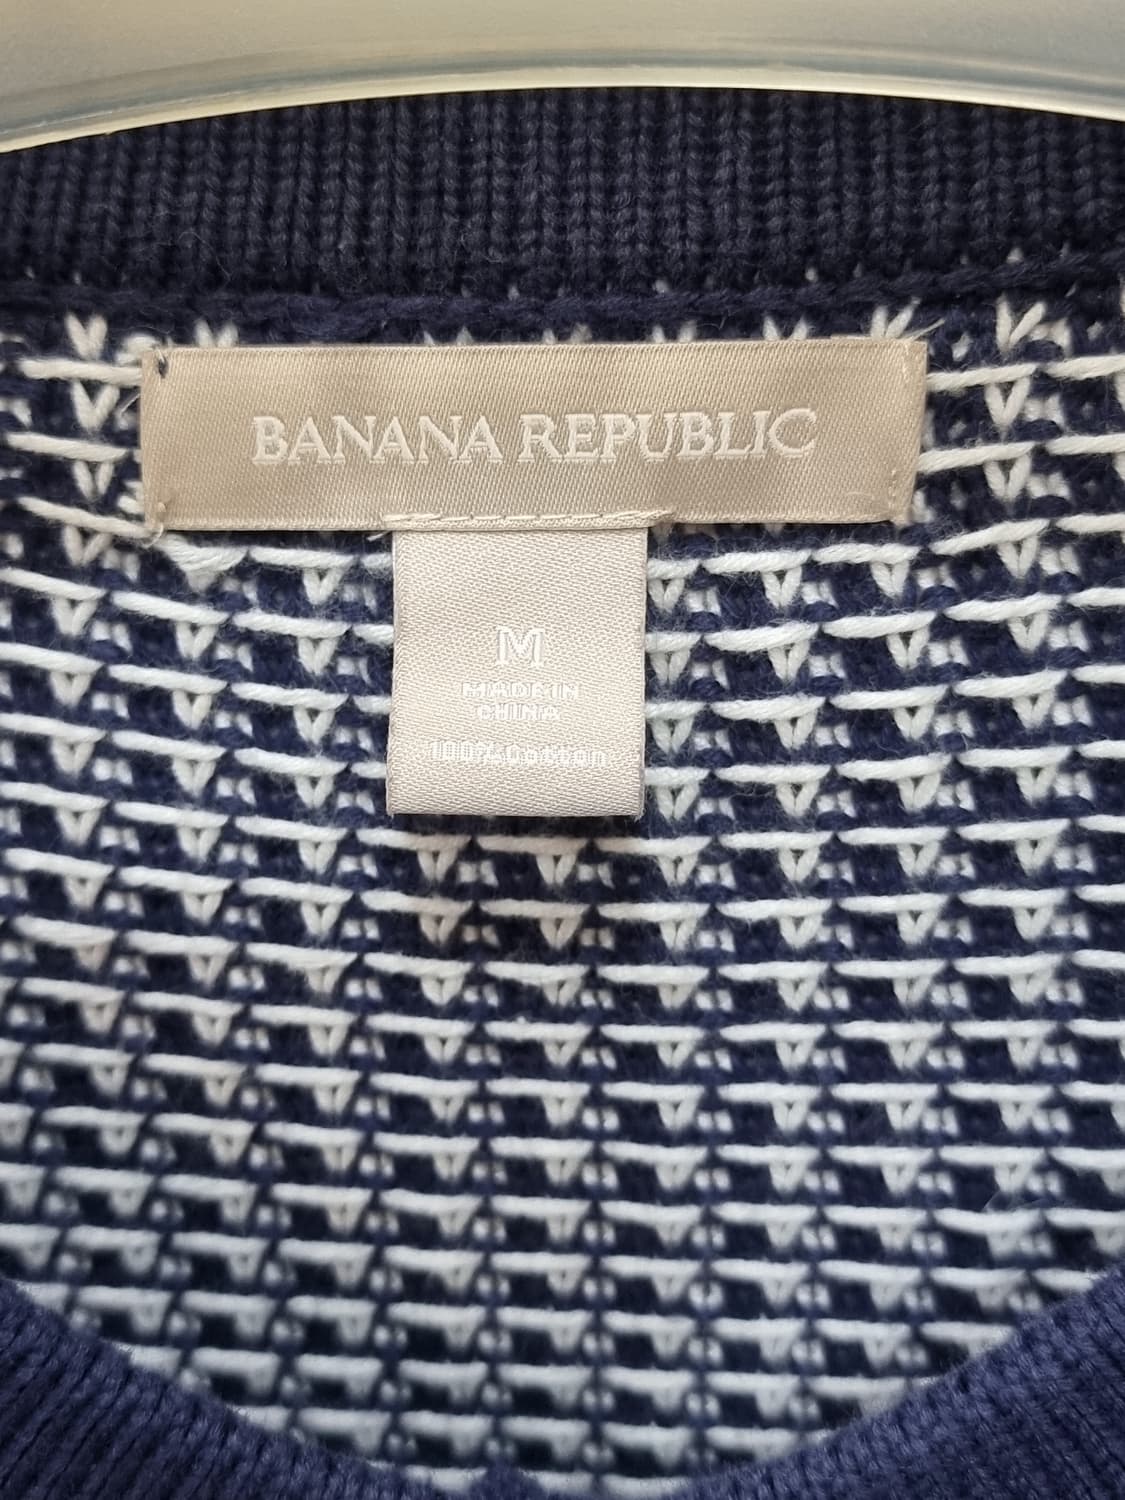 BANANA REPUBLIC
M
MADE IN
CHINA
100% Cotton